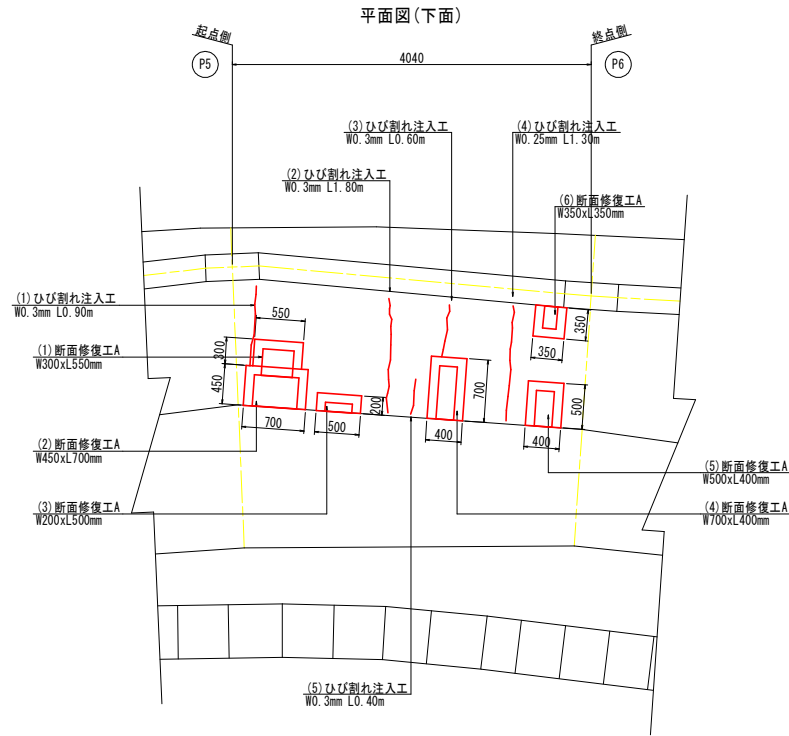 平面図(下面)
起点側
終点側
P5
4040
P6
(3)ひび割れ注入工
W0.3mm L0.60m
(4)ひび割れ注入工
W0.25mm L1.30m
(2)ひび割れ注入工
W0.3mm L1.80m
(6)断面修復工A
W350xL350mm
(1)ひび割れ注入工
W0.3mm L0.90m
550
350
300
(1)断面修復工A
W300xL550mm
350
450
700
200
500
700
500
400
400
(2)断面修復工A
W450xL700mm
(5)断面修復工A
W500xL400mm
(3)断面修復工A
W200xL500mm
(4)断面修復工A
W700xL400mm
(5)ひび割れ注入工
W0.3mm L0.40m